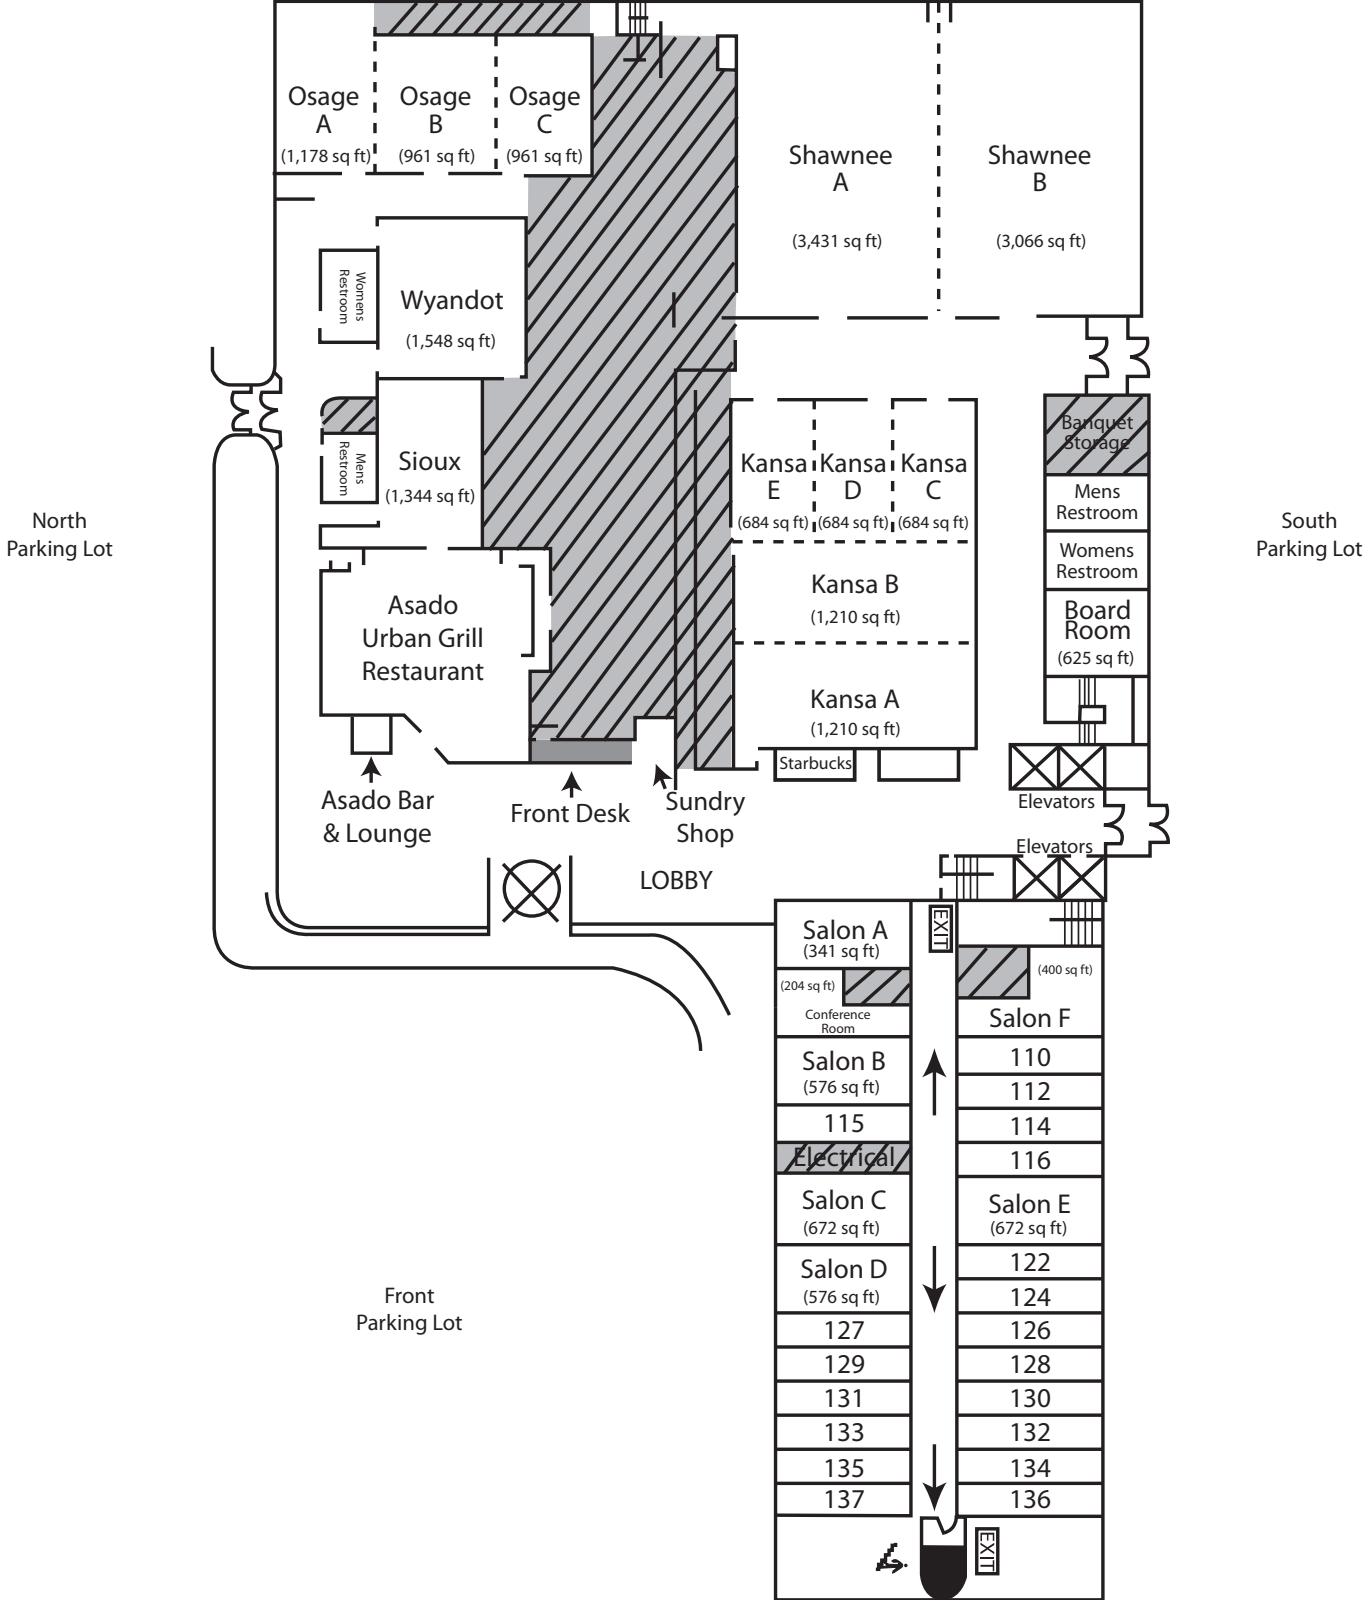 Osage
A
(1,178 sq ft)
Osage
B
(961 sq ft)
Osage
C
(961 sq ft)
Shawnee
A
(3,431 sq ft)
Shawnee
B
(3,066 sq ft)
Womens
Restroom
Wyandot
(1,548 sq ft)
Mens
Restroom
Sioux
(1,344 sq ft)
Kansa
E
(684 sq ft)
Kansa
D
(684 sq ft)
Kansa
C
(684 sq ft)
Banquet
Storage
Mens
Restroom
Womens
Restroom
Board
Room
(625 sq ft)
North
Parking Lot
South
Parking Lot
Asado
Urban Grill
Restaurant
Kansa B
(1,210 sq ft)
Kansa A
(1,210 sq ft)
Starbucks
Asado Bar
& Lounge
Front Desk
Sundry
Shop
Elevators
Elevators
LOBBY
EXIT
Salon A
(341 sq ft)
(204 sq ft)
Conference
Room
(400 sq ft)
Salon F
Salon B
(576 sq ft)
115
Electrical
Salon C
(672 sq ft)
Salon D
(576 sq ft)
127
129
131
133
135
137
110
112
114
116
Salon E
(672 sq ft)
122
124
126
128
130
132
134
136
Front
Parking Lot
EXIT